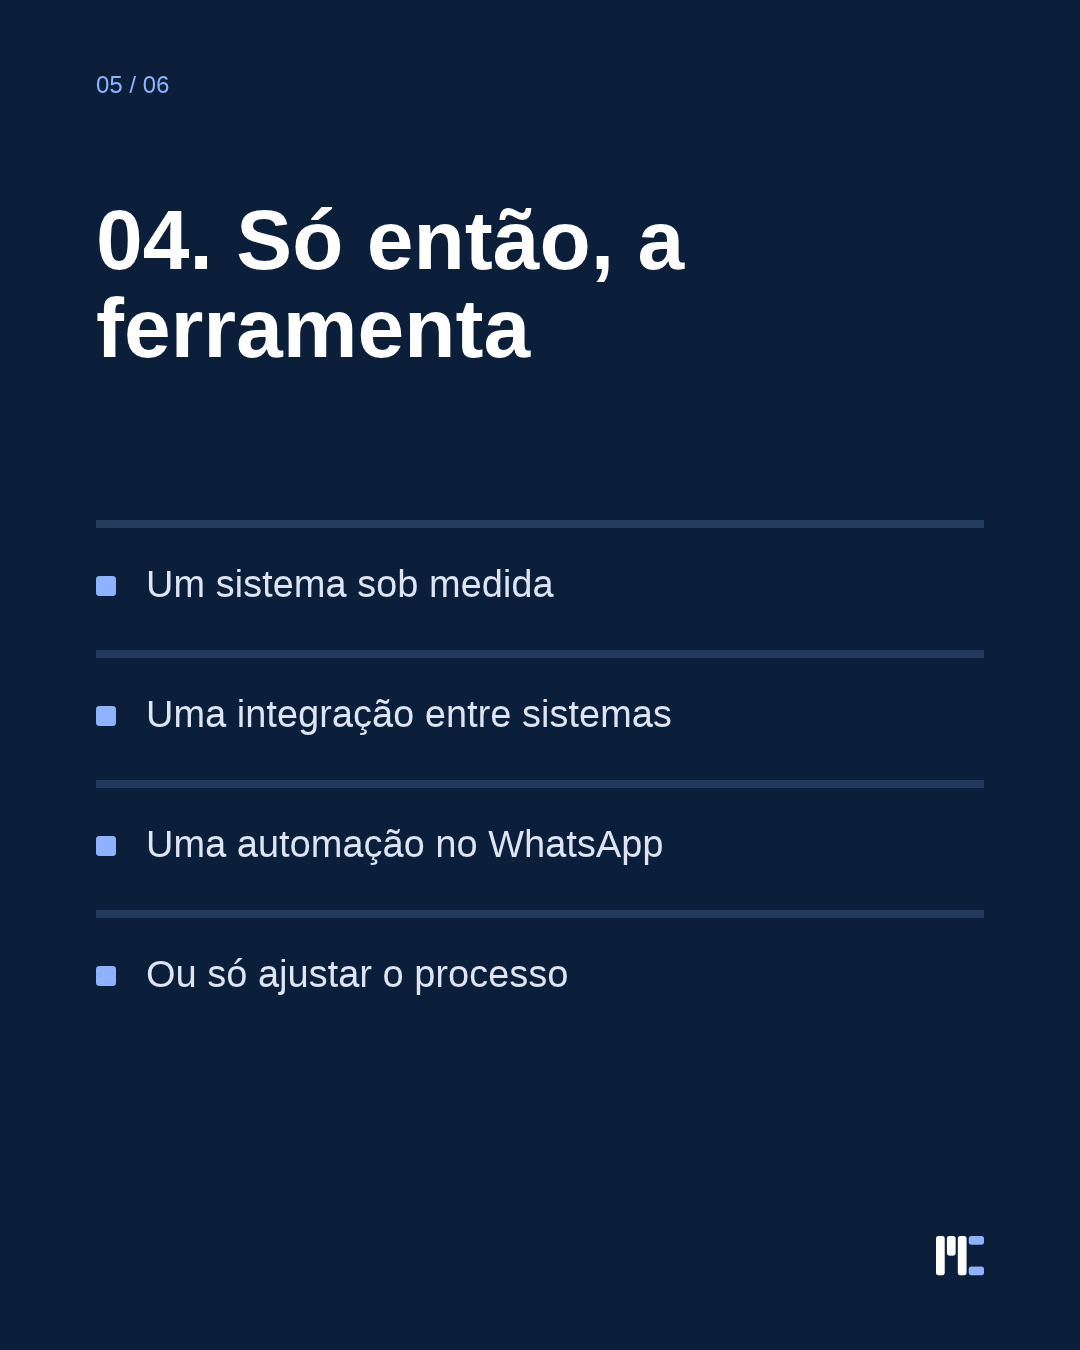 05 / 06
04. Só então, a
ferramenta
Um sistema sob medida
Uma integração entre sistemas
Uma automação no WhatsApp
Ou só ajustar o processo
MC